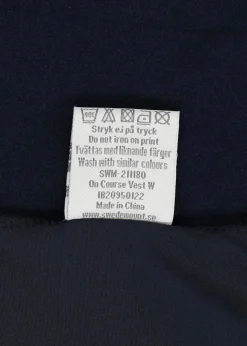 40C
Stryk ej på tryck
Do not iron on print
Tvättas med liknande färger
Wash with similar colours
SWM-211180
On Course Vest W
1820950122
Made in China
www.swedemount.se